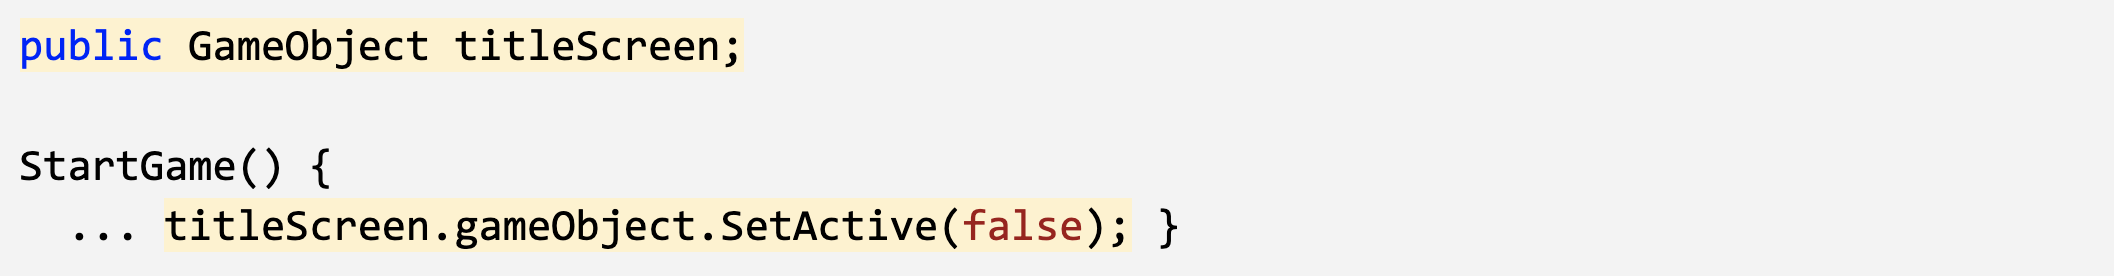 public GameObject titleScreen;
StartGame() {
... titleScreen.gameObject.SetActive(false); }